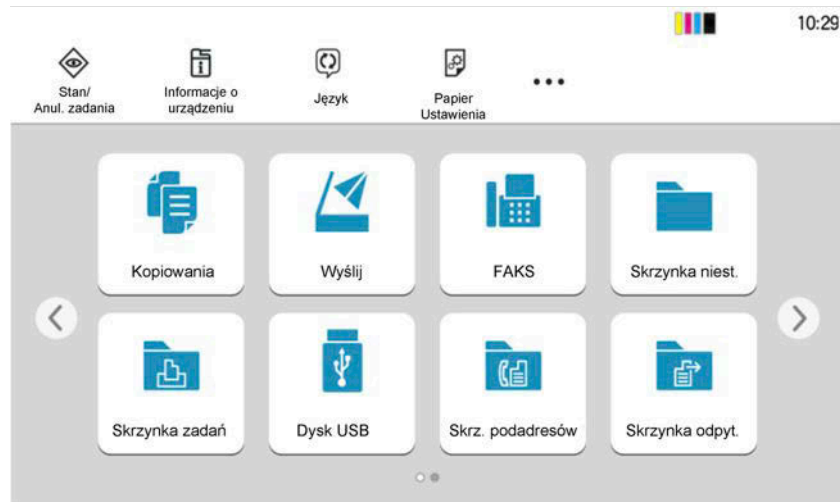 10:29
Stan/
Anul. zadania
Informacje o
urządzeniu
Język
Papier
Ustawienia
Kopiowania
Wyślij
FAKS
Skrzynka niest.
Skrzynka zadań
Dysk USB
Skrz. podadresów
Skrzynka odpyt.